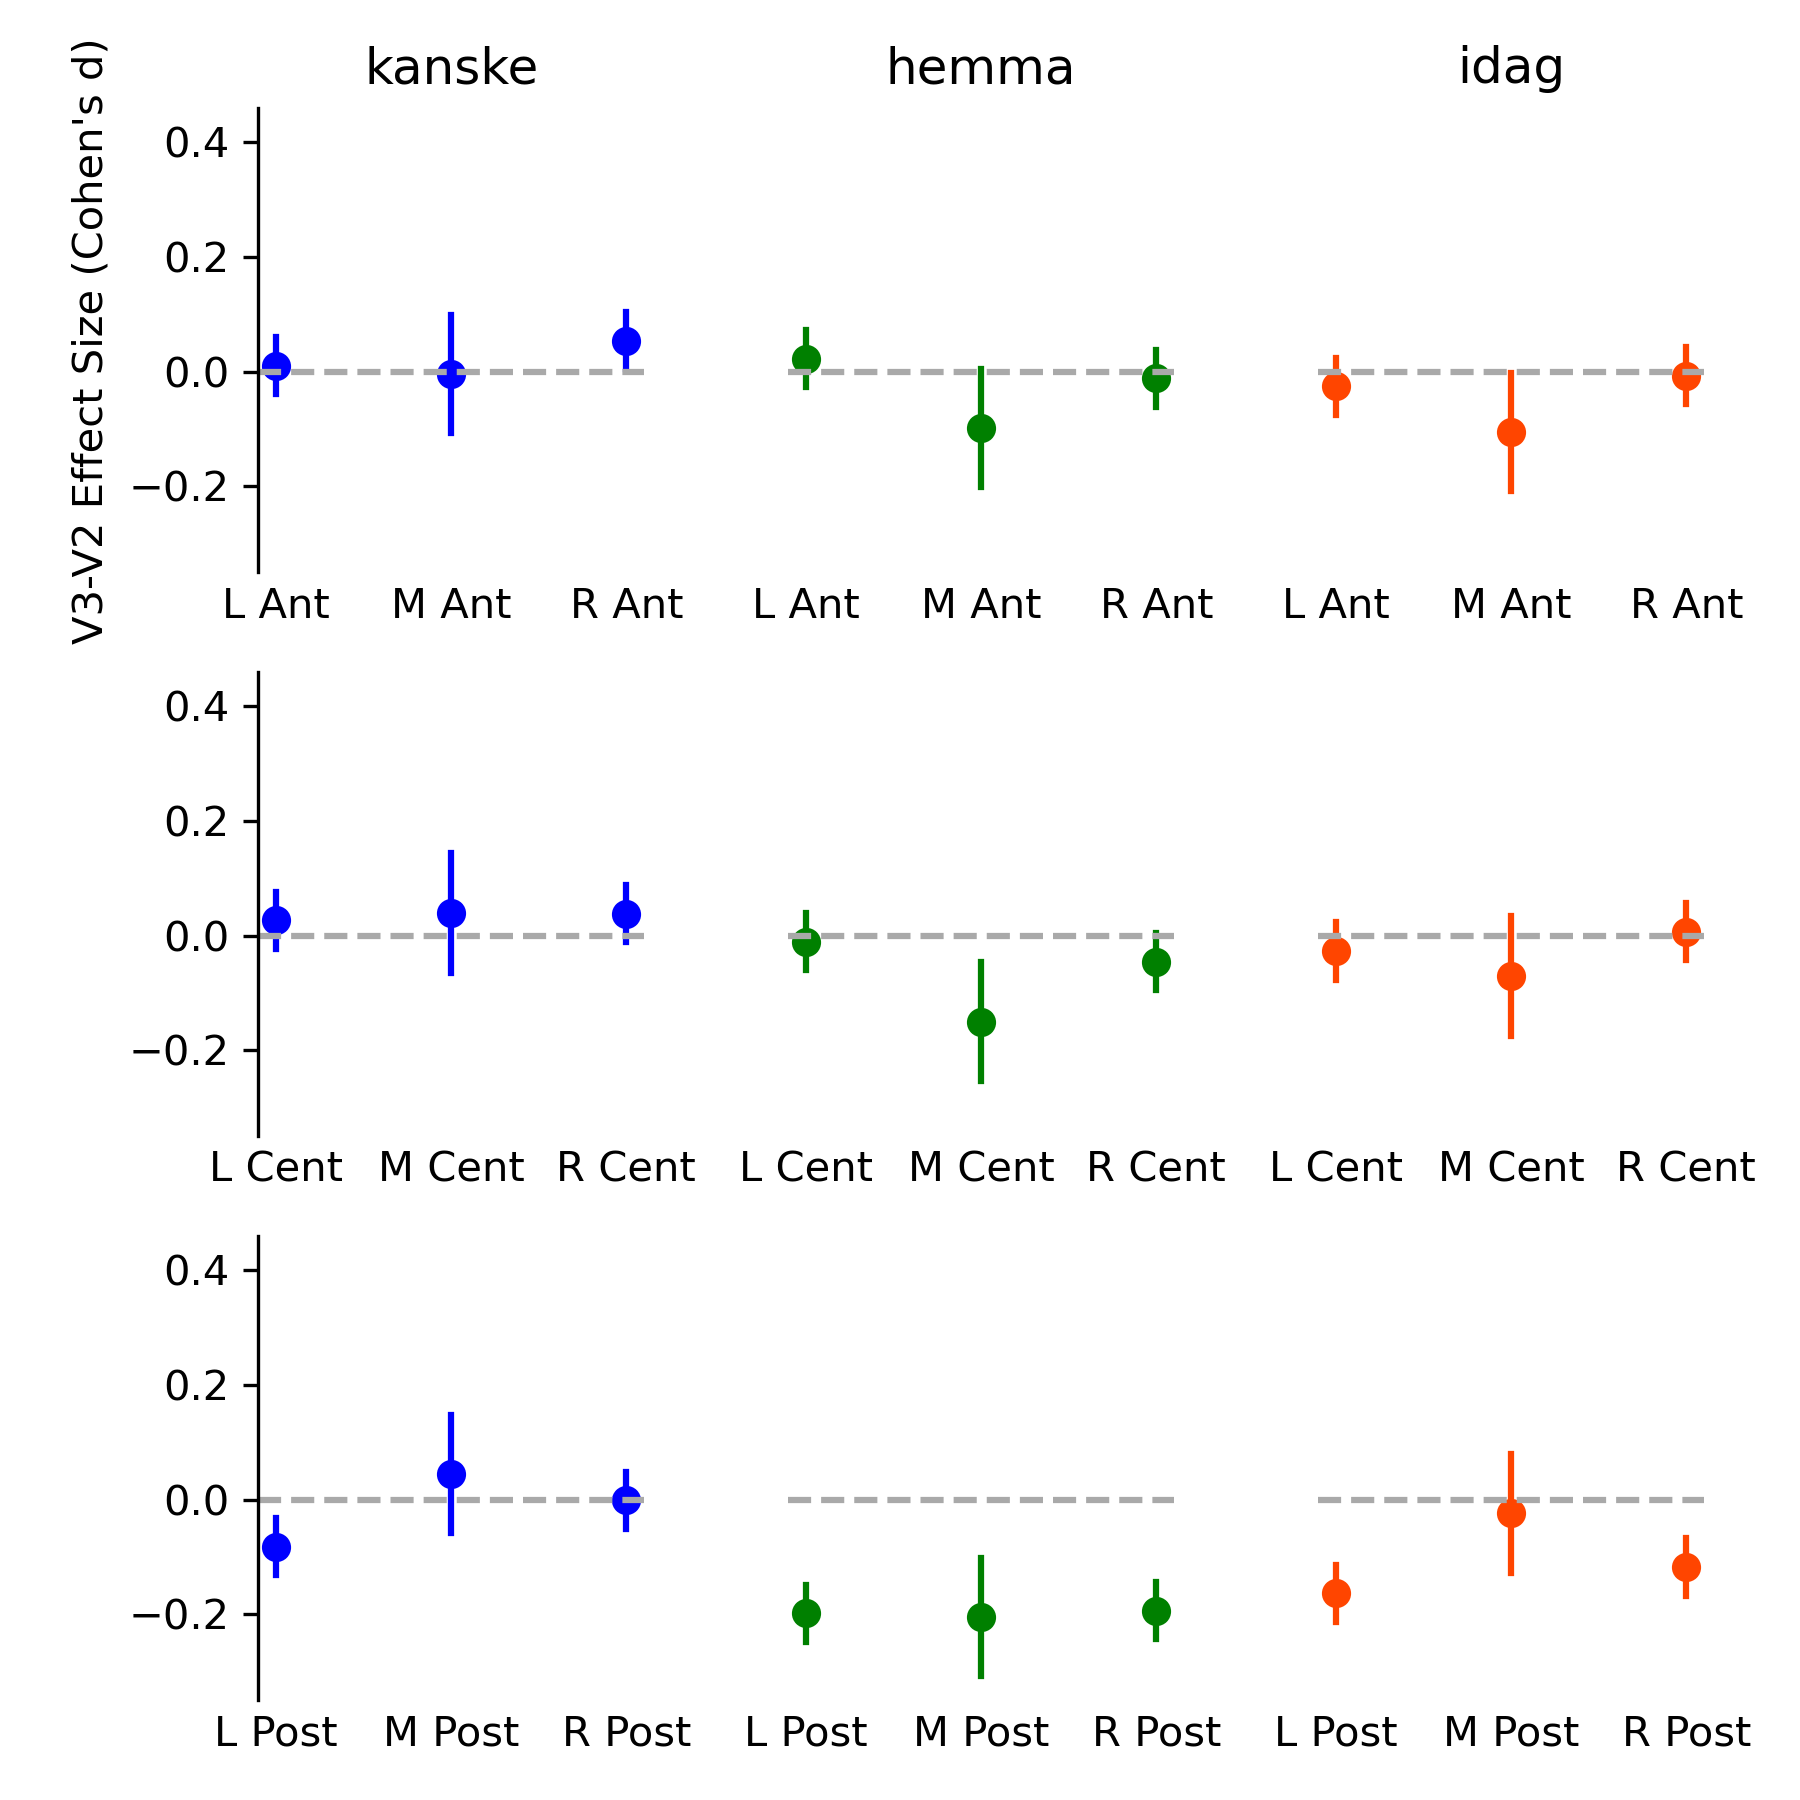 kanske hemma idag
V3-V2 Effect Size (Cohen's d)
0.4
0.2
0.0
−0.2
L Ant M Ant R Ant L Ant M Ant R Ant L Ant M Ant R Ant
0.4
0.2
0.0
−0.2
L Cent M Cent R Cent L Cent M Cent R Cent L Cent M Cent R Cent
0.4
0.2
0.0
−0.2
L Post M Post R Post L Post M Post R Post L Post M Post R Post